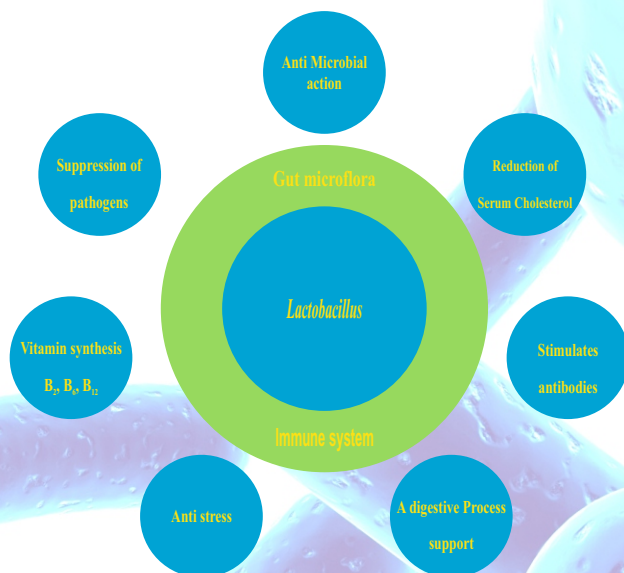 Anti Microbial
action
Suppression of
pathogens
Reduction of
Serum Cholesterol
Gut microflora
Lactobacillus
Vitamin synthesis
B₂, B₆, B₁₂
Stimulates
antibodies
Immune system
Anti stress
A digestive Process
support